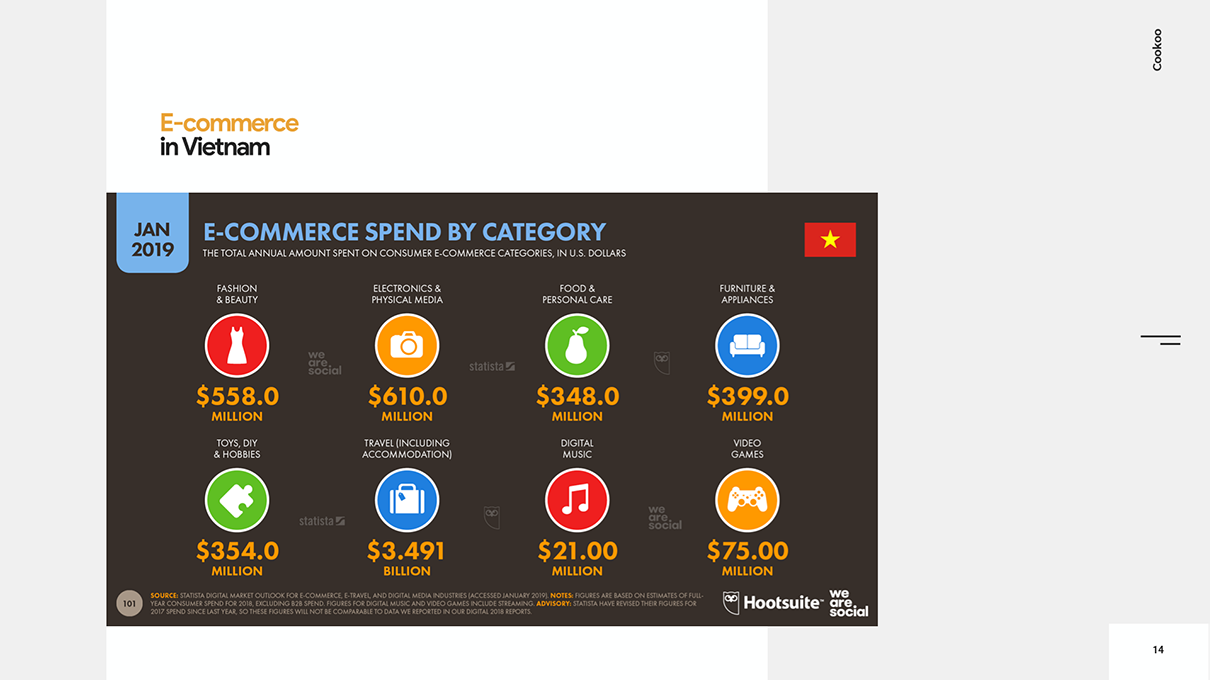 Cookoo
E-commerce
in Vietnam
JAN
2019
E-COMMERCE SPEND BY CATEGORY
THE TOTAL ANNUAL AMOUNT SPENT ON CONSUMER E-COMMERCE CATEGORIES, IN U.S. DOLLARS
FASHION
& BEAUTY
ELECTRONICS &
PHYSICAL MEDIA
FOOD &
PERSONAL CARE
FURNITURE &
APPLIANCES
we
are
social
statista
$558.0
MILLION
$610.0
MILLION
$348.0
MILLION
$399.0
MILLION
TOYS, DIY
& HOBBIES
TRAVEL (INCLUDING
ACCOMMODATION)
DIGITAL
MUSIC
VIDEO
GAMES
statista
we
are
social
$354.0
MILLION
$3.491
BILLION
$21.00
MILLION
$75.00
MILLION
101
SOURCE: STATISTA DIGITAL MARKET OUTLOOK FOR E-COMMERCE, E-TRAVEL, AND DIGITAL MEDIA INDUSTRIES (ACCESSED JANUARY 2019). NOTES: FIGURES ARE BASED ON ESTIMATES OF FULL-
YEAR CONSUMER SPEND FOR 2018, EXCLUDING B2B SPEND. FIGURES FOR DIGITAL MUSIC AND VIDEO GAMES INCLUDE STREAMING. ADVISORY: STATISTA HAVE REVISED THEIR FIGURES FOR
2017 SPEND SINCE LAST YEAR, SO THESE FIGURES WILL NOT BE COMPARABLE TO DATA WE REPORTED IN OUR DIGITAL 2018 REPORTS.
Hootsuite™
we
are
social
14